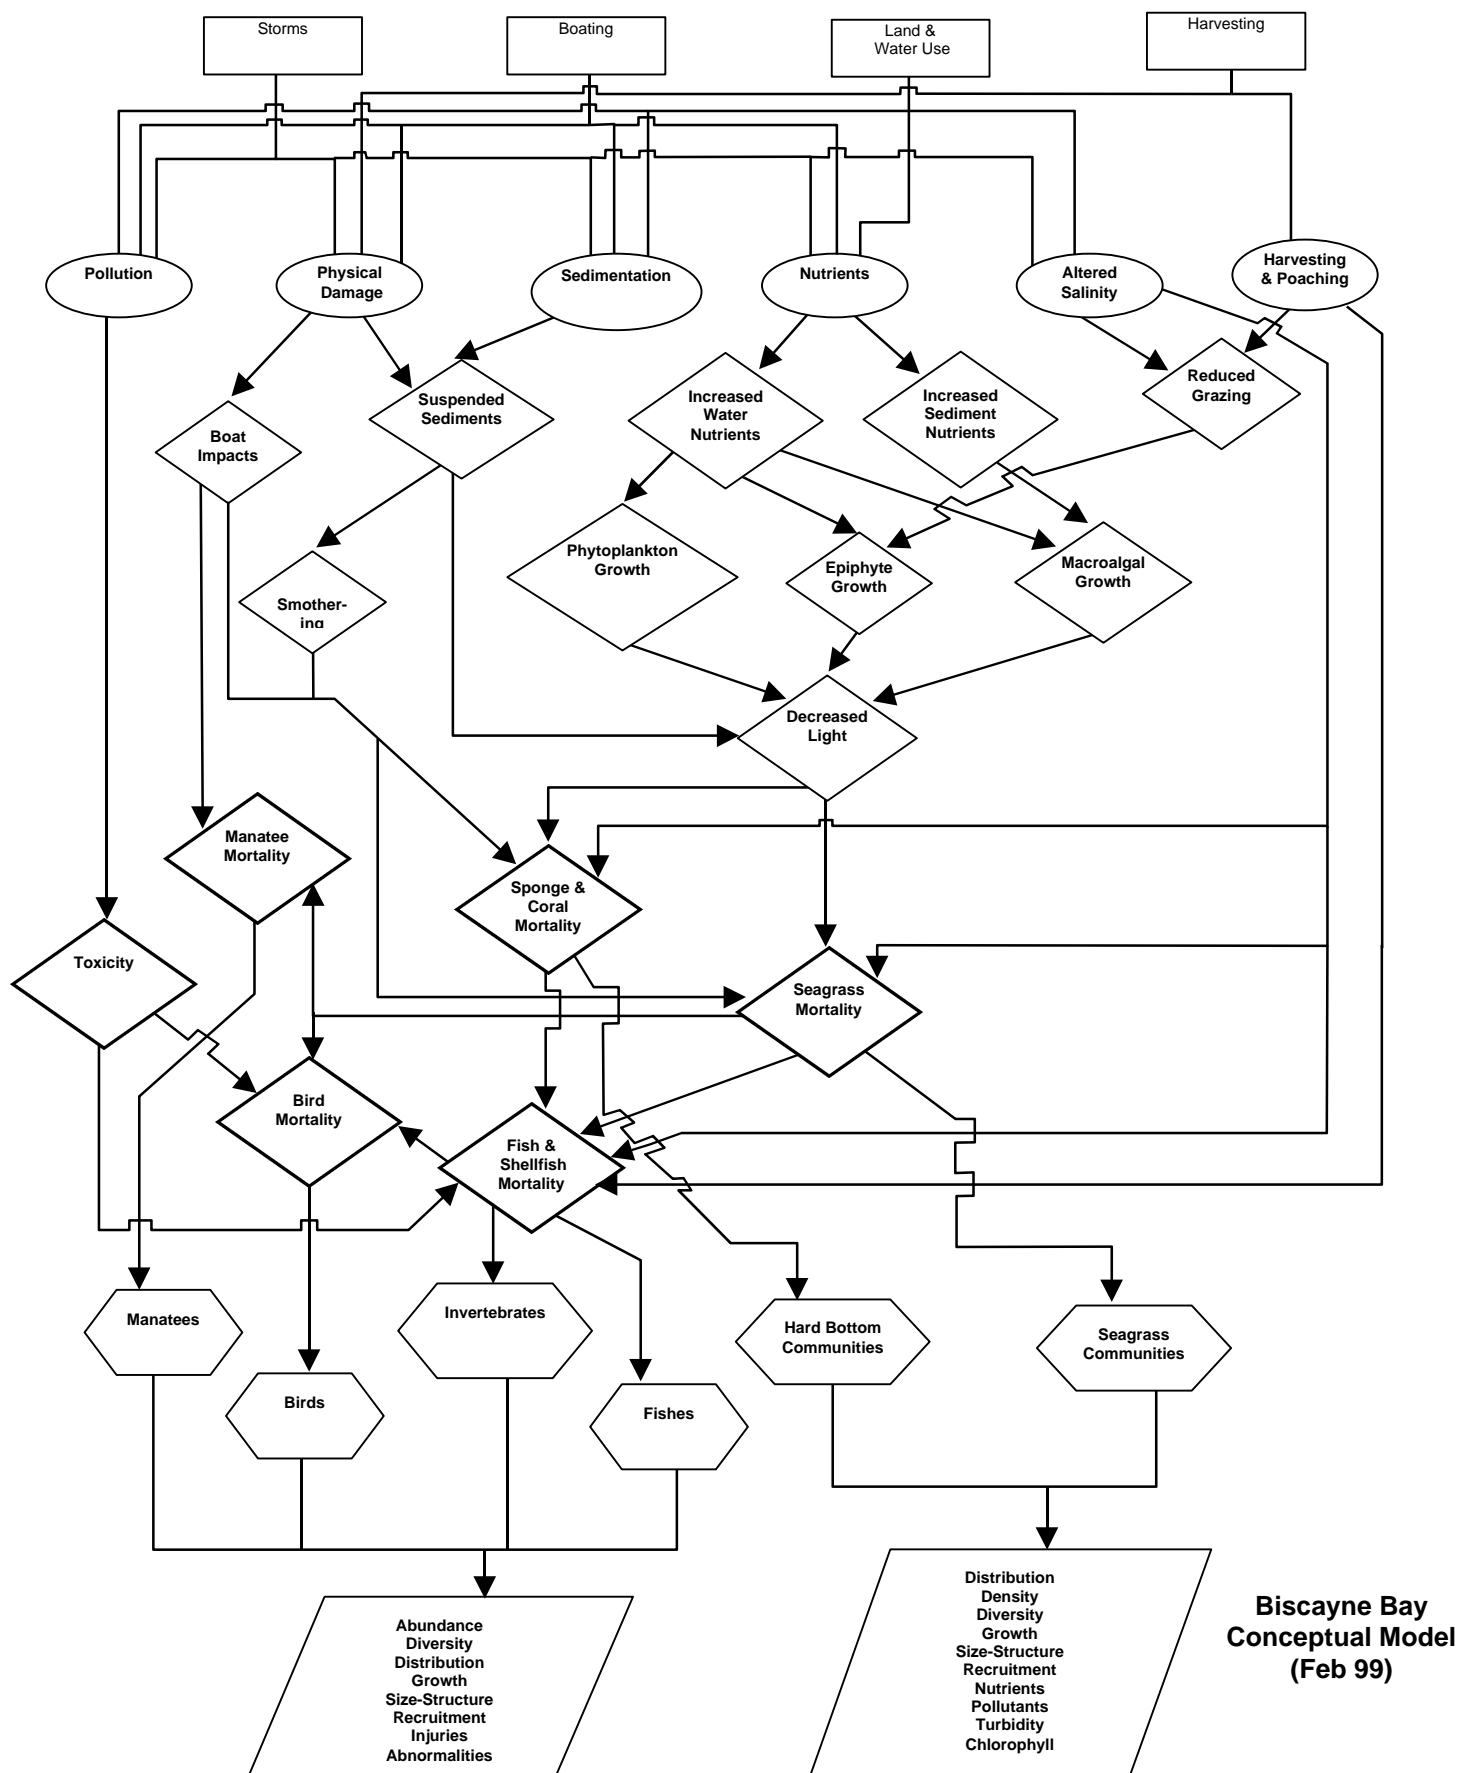 Storms
Boating
Land &
Water Use
Harvesting
Pollution
Physical
Damage
Sedimentation
Nutrients
Altered
Salinity
Harvesting
& Poaching
Boat
Impacts
Suspended
Sediments
Increased
Water
Nutrients
Increased
Sediment
Nutrients
Reduced
Grazing
Smother-
ing
Phytoplankton
Growth
Epiphyte
Growth
Macroalgal
Growth
Decreased
Light
Manatee
Mortality
Sponge &
Coral
Mortality
Toxicity
Seagrass
Mortality
Bird
Mortality
Fish &
Shellfish
Mortality
Manatees
Birds
Invertebrates
Fishes
Hard Bottom
Communities
Seagrass
Communities
Abundance
Diversity
Distribution
Growth
Size-Structure
Recruitment
Injuries
Abnormalities
Distribution
Density
Diversity
Growth
Size-Structure
Recruitment
Nutrients
Pollutants
Turbidity
Chlorophyll
Biscayne Bay
Conceptual Model
(Feb 99)